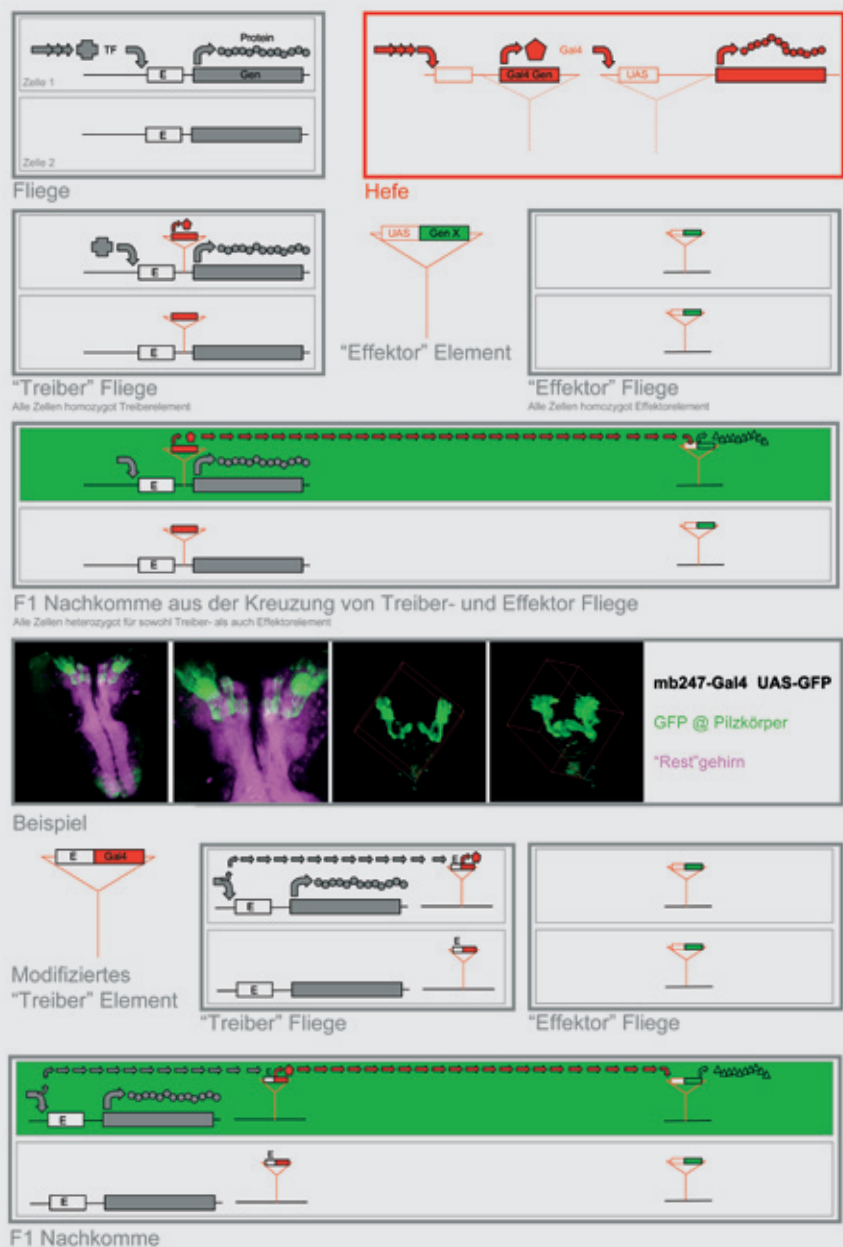 Protein
TF
E
Gen
Zelle 1
E
Zelle 2
Fliege
Gal4 Gen
Gal4
UAS
Hefe
E
E
"Treiber" Fliege
Alle Zellen homozygot Treiberelement
UAS Gen X
"Effektor" Element
"Effektor" Fliege
Alle Zellen homozygot Effektorelement
E
E
F1 Nachkomme aus der Kreuzung von Treiber- und Effektor Fliege
Alle Zellen heterozygot für sowohl Treiber- als auch Effektorelement
mb247-Gal4 UAS-GFP
GFP @ Pilzkörper
"Rest"gehirn
Beispiel
E Gal4
Modifiziertes
"Treiber" Element
E
E
E
E
"Treiber" Fliege
"Effektor" Fliege
E
E
E
F1 Nachkomme